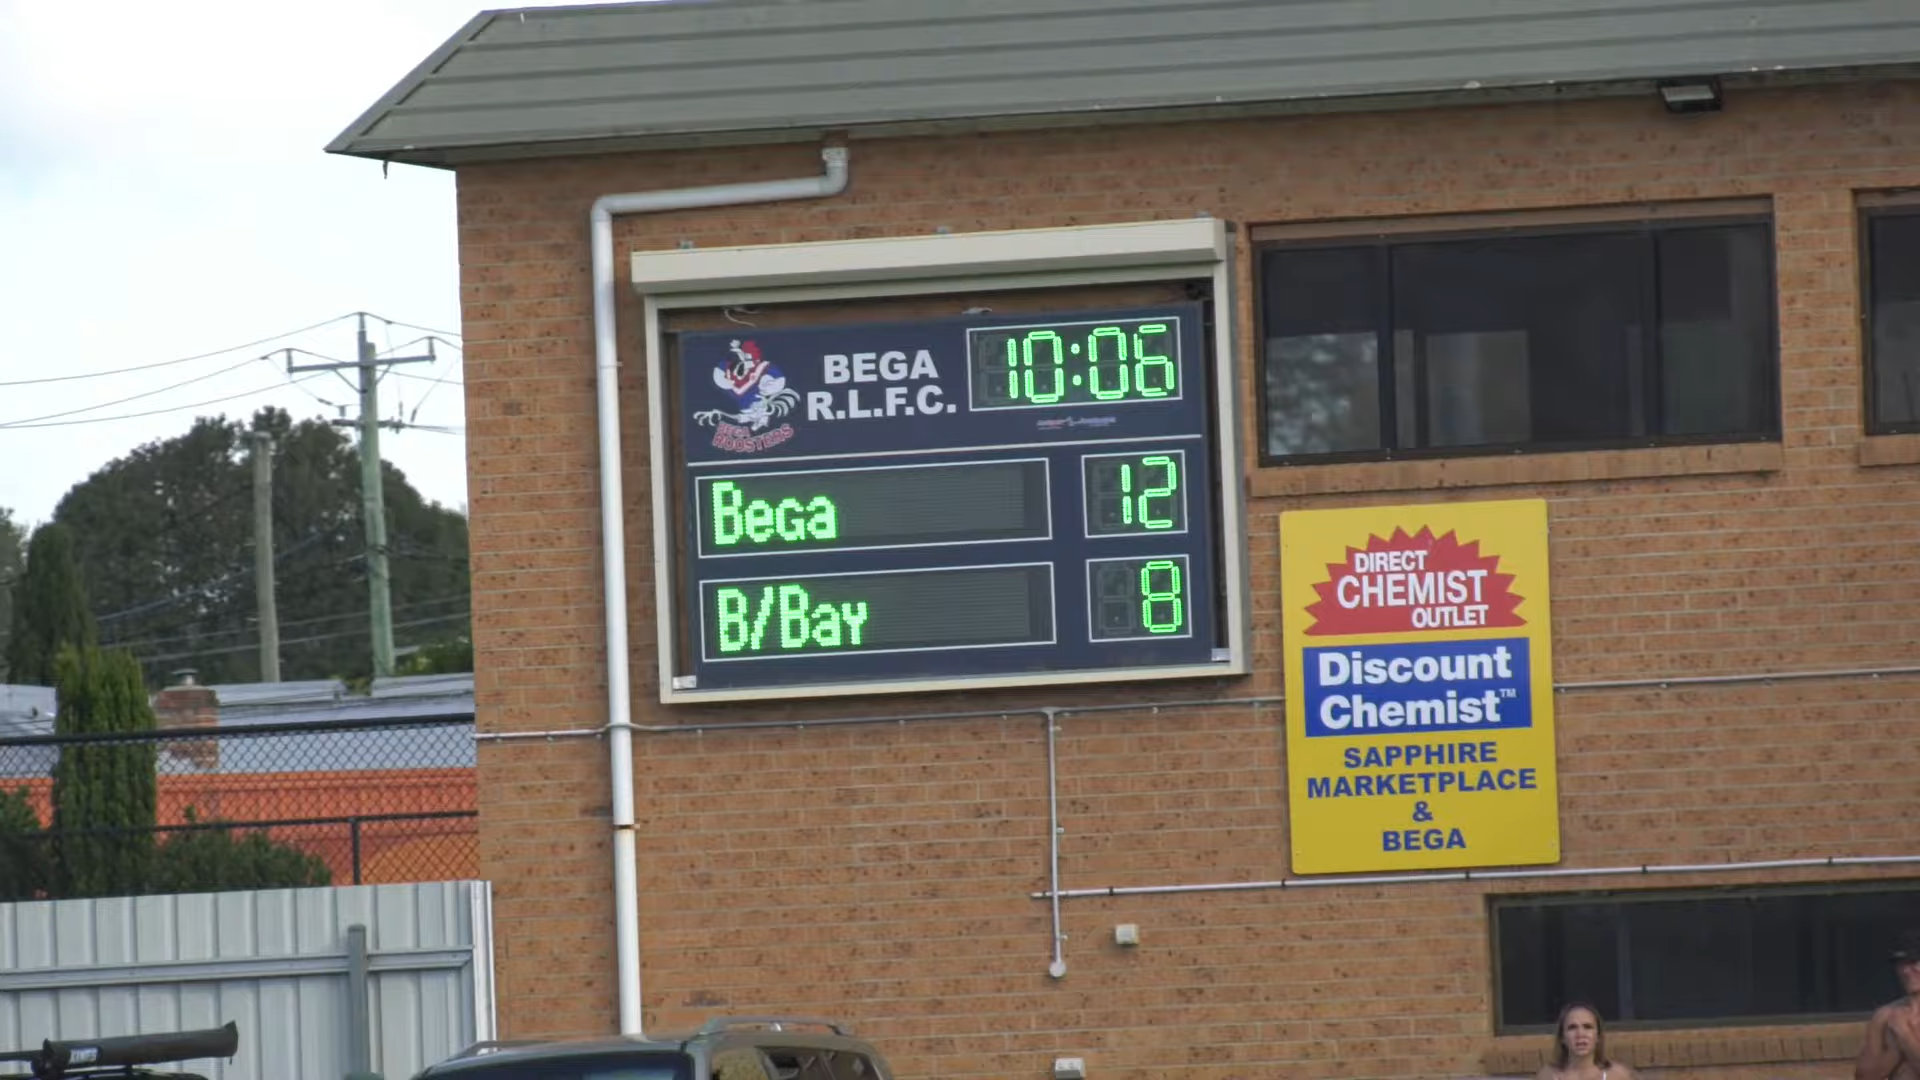 BEGA
R.L.F.C.
10:06
BEGA
ROOSTERS
Bega
12
B/Bay
8
DIRECT
CHEMIST
OUTLET
Discount
Chemist™
SAPPHIRE
MARKETPLACE
&
BEGA